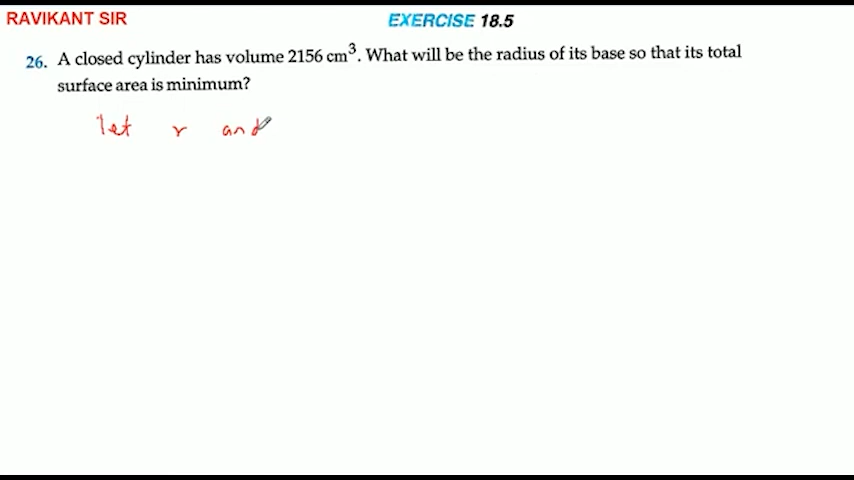 RAVIKANT SIR
EXERCISE 18.5
26. A closed cylinder has volume 2156 cm³. What will be the radius of its base so that its total
surface area is minimum?
let r and